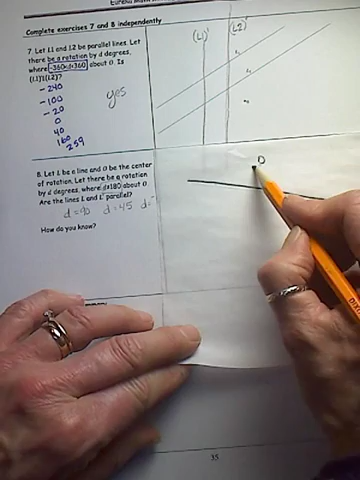 Eureka Math
Complete exercises 7 and 8 independently
7. Let L1 and L2 be parallel lines. Let
there be a rotation by d degrees,
where -360<d<360 about O. Is
(L1)'∥(L2)'?
-240
-100
-20
0
40
160
259
yes
(L1)'
(L2)'
8. Let L be a line and O be the center
of rotation. Let there be a rotation
by d degrees, where d≠180 about O.
Are the lines L and L' parallel?
d=90 d=45 d=
How do you know?
O
35